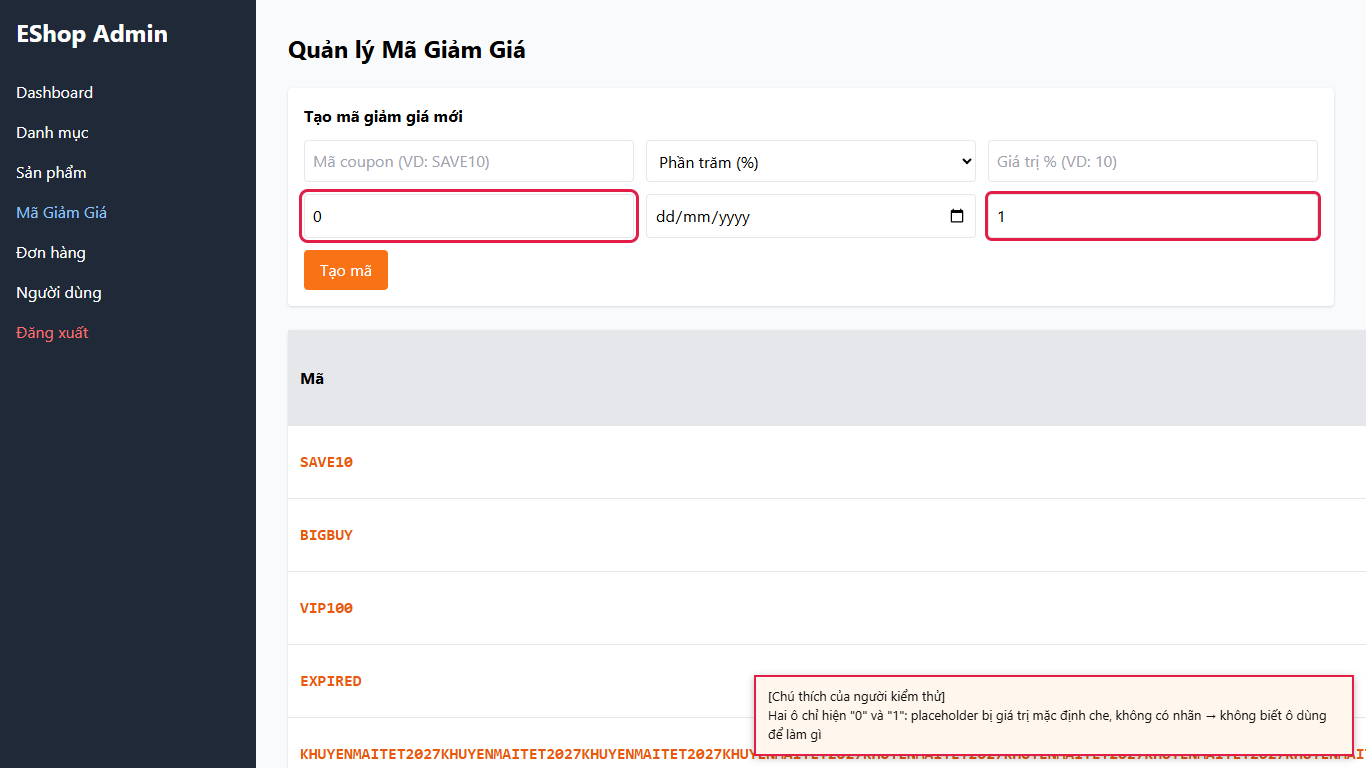 EShop Admin
Dashboard
Danh mục
Sản phẩm
Mã Giảm Giá
Đơn hàng
Người dùng
Đăng xuất
Quản lý Mã Giảm Giá
Tạo mã giảm giá mới
Mã coupon (VD: SAVE10)
Phần trăm (%)
Giá trị % (VD: 10)
0
dd/mm/yyyy
1
Tạo mã
Mã
SAVE10
BIGBUY
VIP100
EXPIRED
KHUYENMAITET2027KHUYENMAITET2027KHUYENMAITET2027KHUYENMAITET2027KHUYENMAITET2027KHUYENMAITET2027KHUYENMAITET2027KHUYENMAIT
[Chú thích của người kiểm thử]
Hai ô chỉ hiện "0" và "1": placeholder bị giá trị mặc định che, không có nhãn → không biết ô dùng
để làm gì